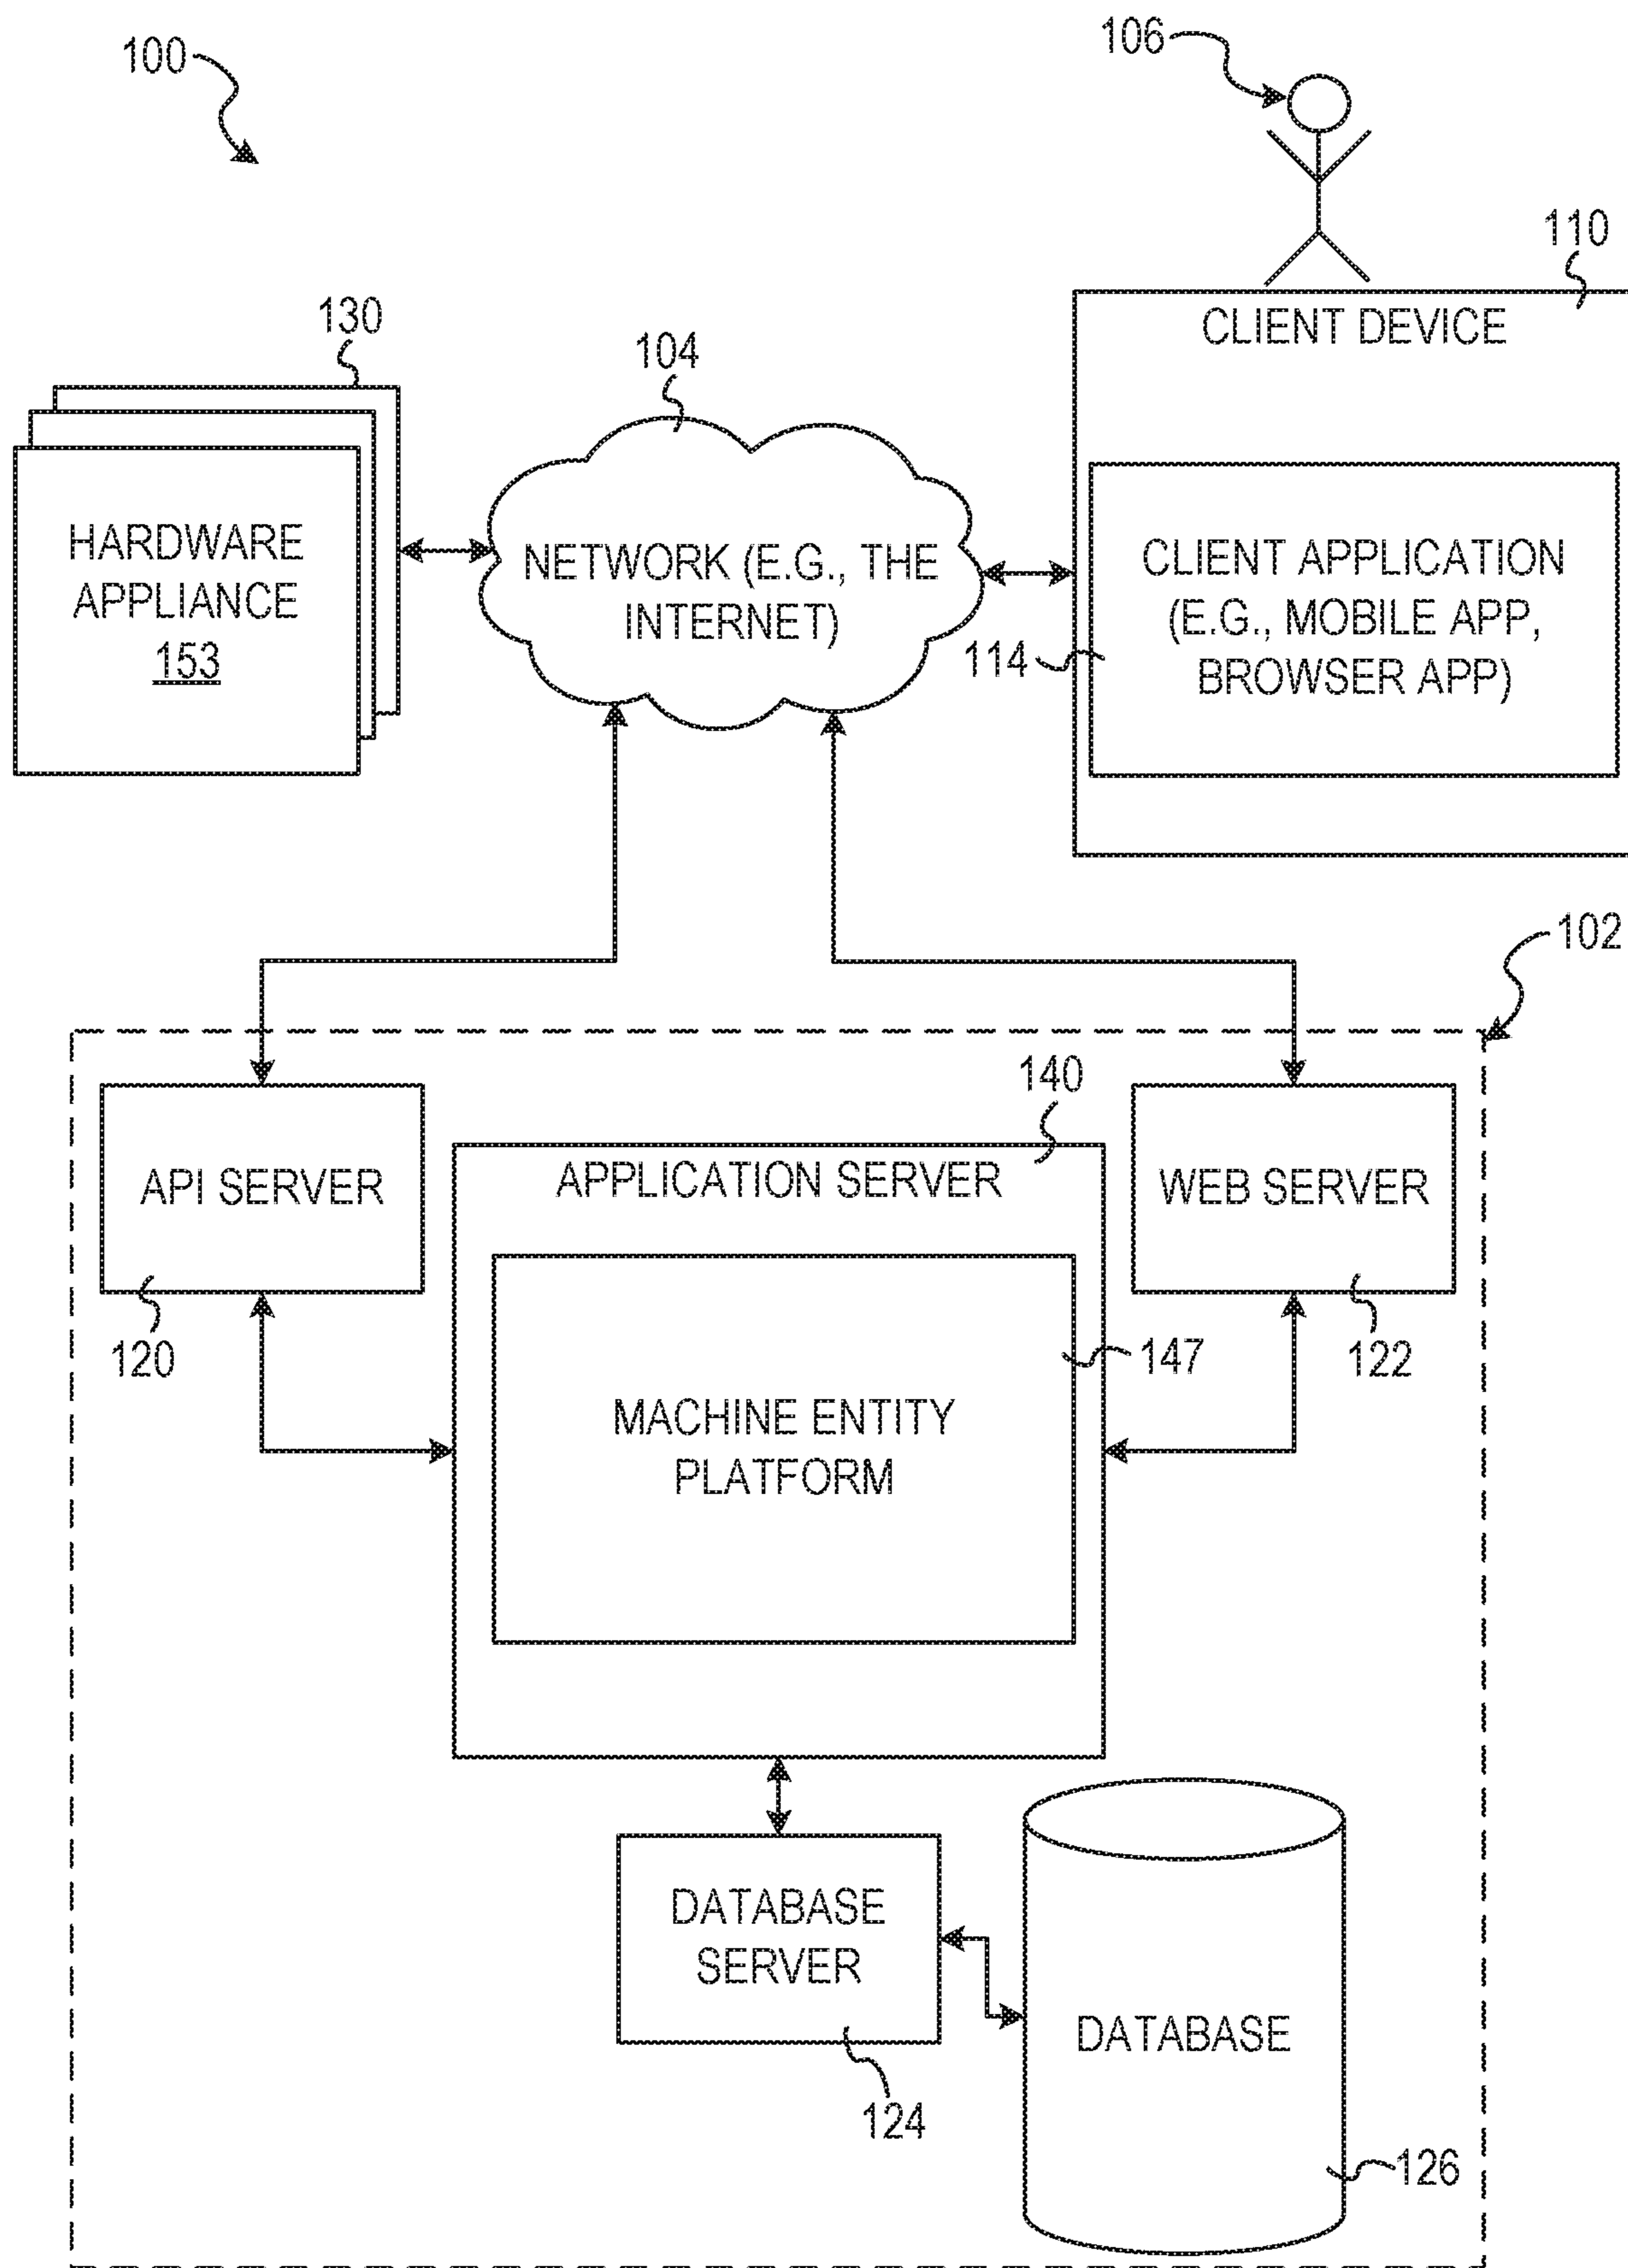 100
106
110
CLIENT DEVICE
130
104
HARDWARE
APPLIANCE
153
NETWORK (E.G., THE
INTERNET)
CLIENT APPLICATION
(E.G., MOBILE APP,
BROWSER APP)
114
102
140
API SERVER
APPLICATION SERVER
WEB SERVER
120
147
122
MACHINE ENTITY
PLATFORM
DATABASE
SERVER
DATABASE
124
126